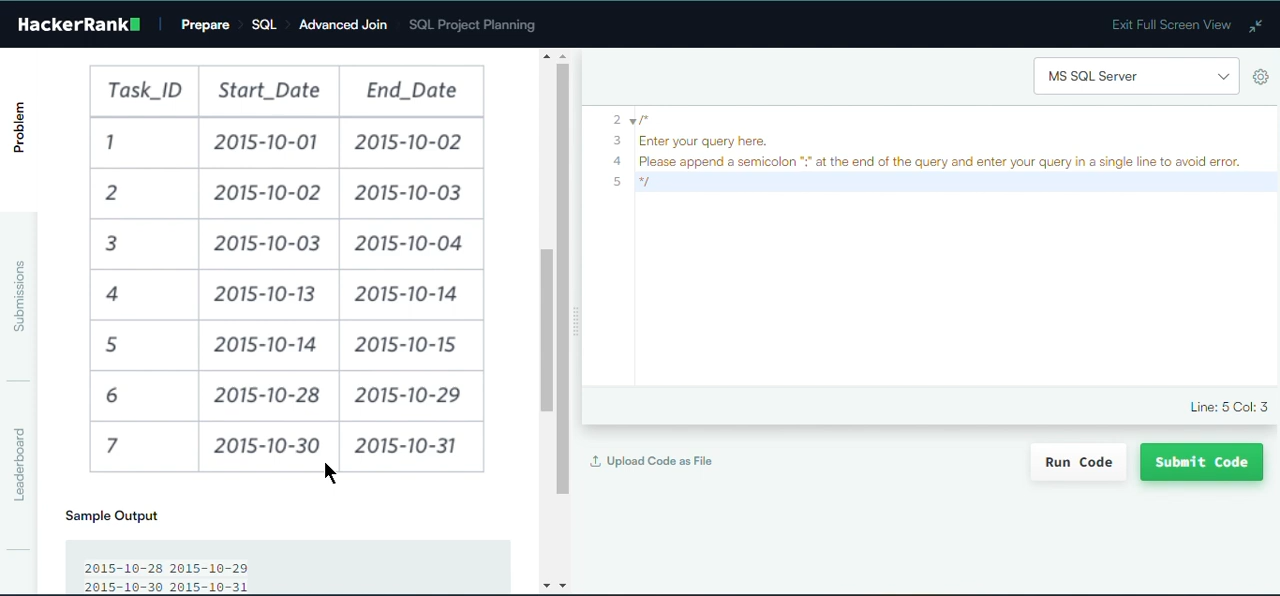 HackerRank | Prepare > SQL > Advanced Join > SQL Project Planning
Exit Full Screen View
Problem
Submissions
Leaderboard
Task_ID Start_Date End_Date
1 2015-10-01 2015-10-02
2 2015-10-02 2015-10-03
3 2015-10-03 2015-10-04
4 2015-10-13 2015-10-14
5 2015-10-14 2015-10-15
6 2015-10-28 2015-10-29
7 2015-10-30 2015-10-31
Sample Output
2015-10-28 2015-10-29
2015-10-30 2015-10-31
MS SQL Server
2 /*
3 Enter your query here.
4 Please append a semicolon ";" at the end of the query and enter your query in a single line to avoid error.
5 */
Line: 5 Col: 3
Upload Code as File
Run Code
Submit Code